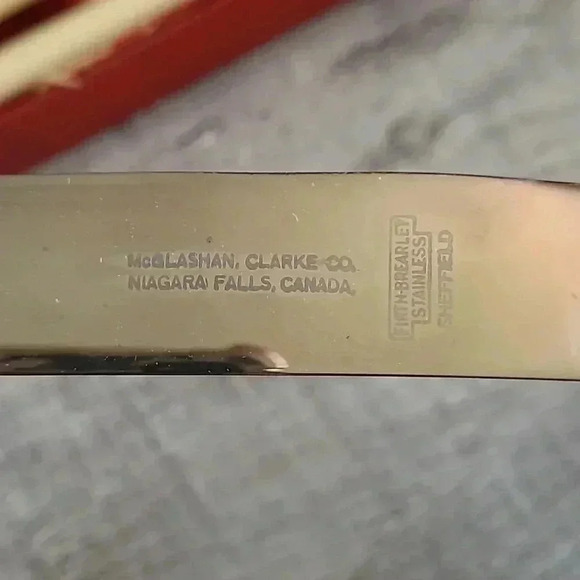 McGLASHAN, CLARKE CO.
NIAGARA FALLS, CANADA.
FIRTH-BREARLEY
STAINLESS
SHEFFIELD